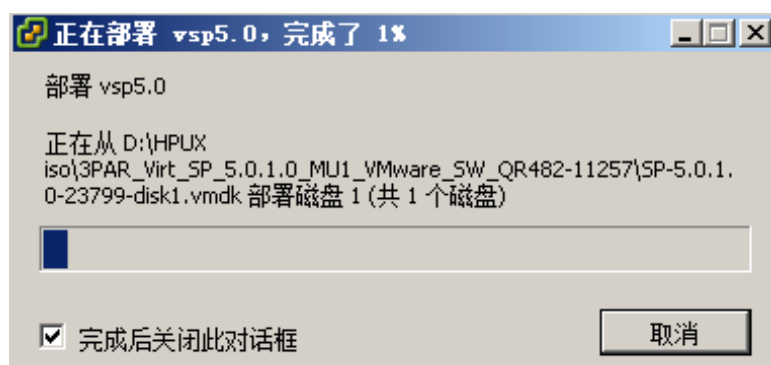 正在部署 vsp5.0，完成了 1%
部署 vsp5.0
正在从 D:\HPUX
iso\3PAR_Virt_SP_5.0.1.0_MU1_VMware_SW_QR482-11257\SP-5.0.1.
0-23799-disk1.vmdk 部署磁盘 1 (共 1 个磁盘)
完成后关闭此对话框
取消